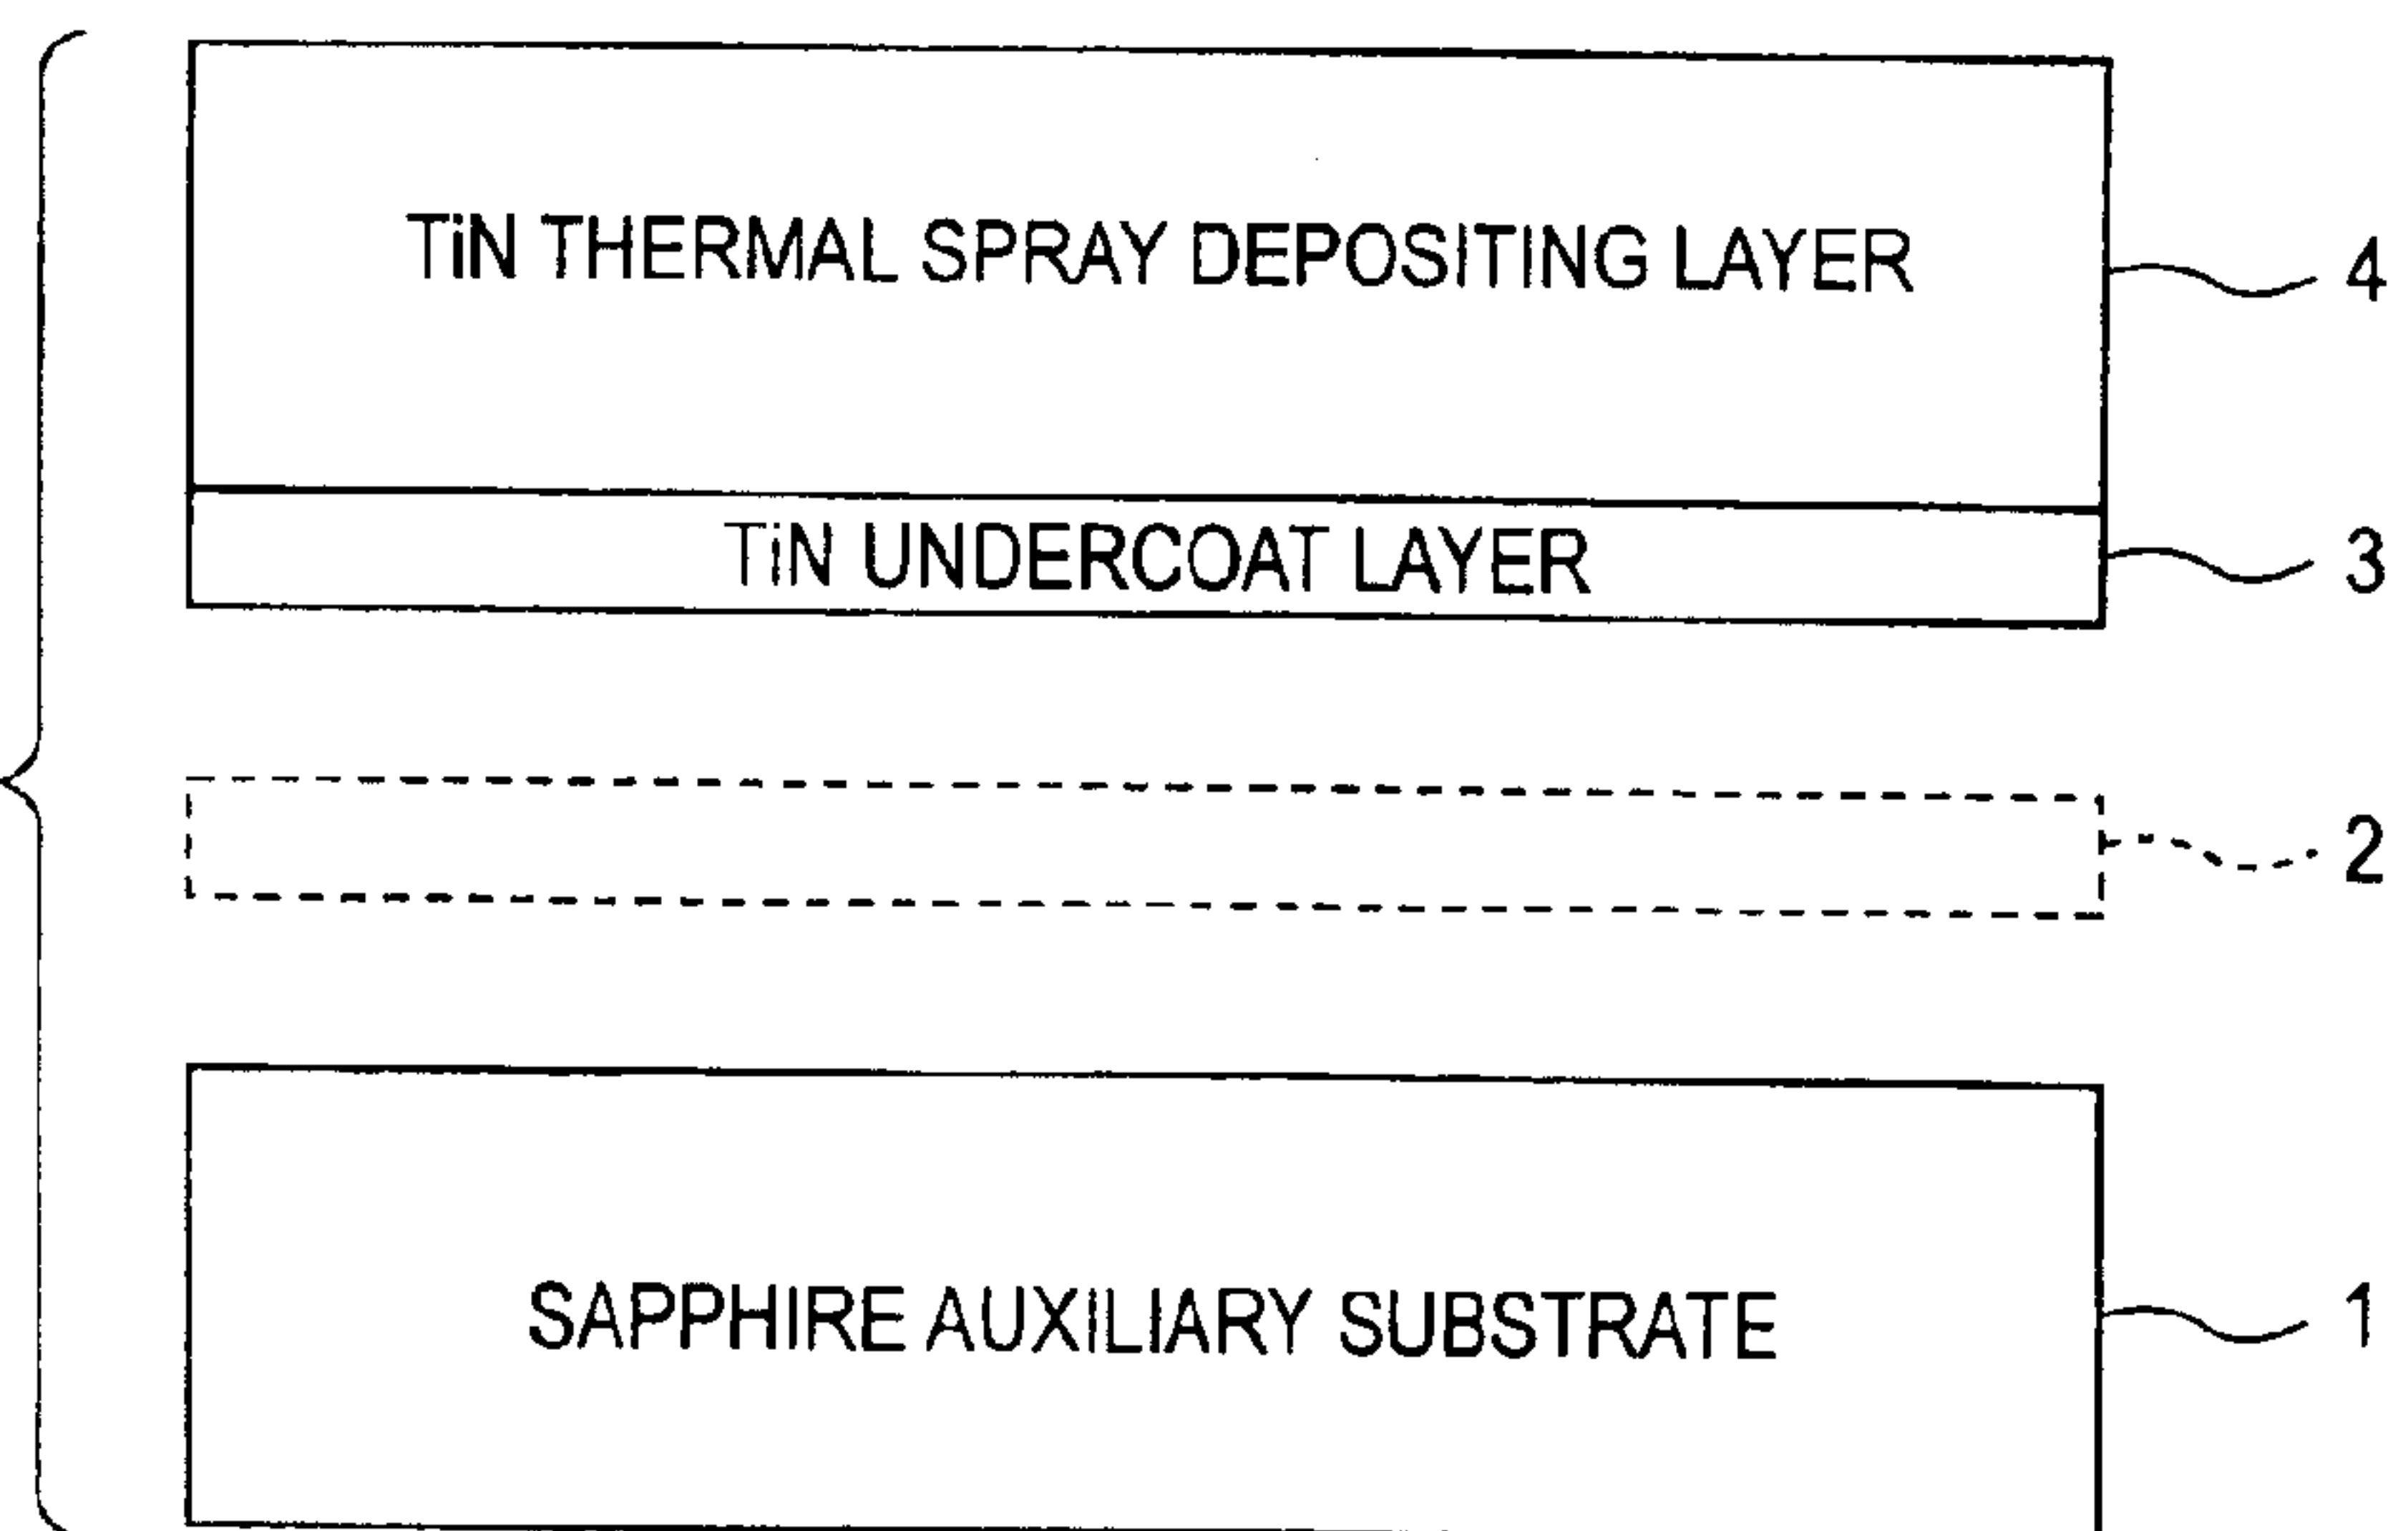 TiN THERMAL SPRAY DEPOSITING LAYER 4
TiN UNDERCOAT LAYER 3
2
SAPPHIRE AUXILIARY SUBSTRATE 1